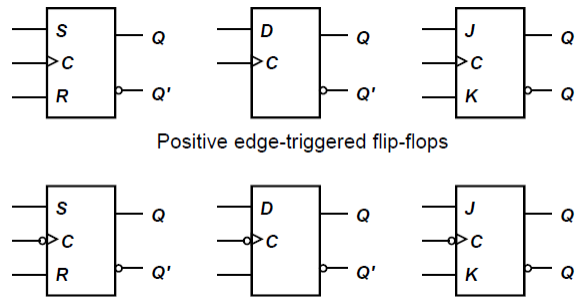 S Q D Q J Q
C C C
R Q' Q' K Q
Positive edge-triggered flip-flops
S Q D Q J Q
C C C
R Q' Q' K Q